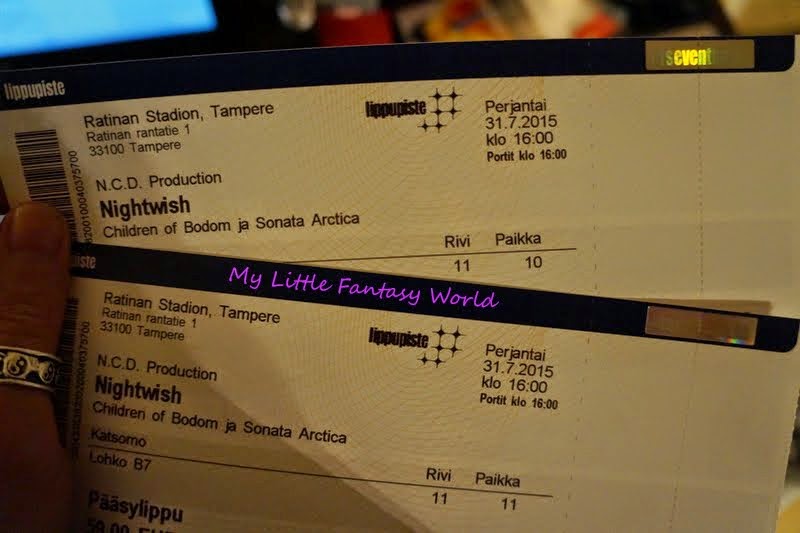 lippupiste
event
Ratinan Stadion, Tampere
Ratinan rantatie 1
33100 Tampere
lippupiste
Perjantai
31.7.2015
klo 16:00
Portit klo 16:00
N.C.D. Production
Nightwish
Children of Bodom ja Sonata Arctica
Rivi Paikka
11 10
My Little Fantasy World
Ratinan Stadion, Tampere
Ratinan rantatie 1
33100 Tampere
lippupiste
Perjantai
31.7.2015
klo 16:00
Portit klo 16:00
N.C.D. Production
Nightwish
Children of Bodom ja Sonata Arctica
Katsomo
Lohko B7
Rivi Paikka
11 11
Pääsylippu